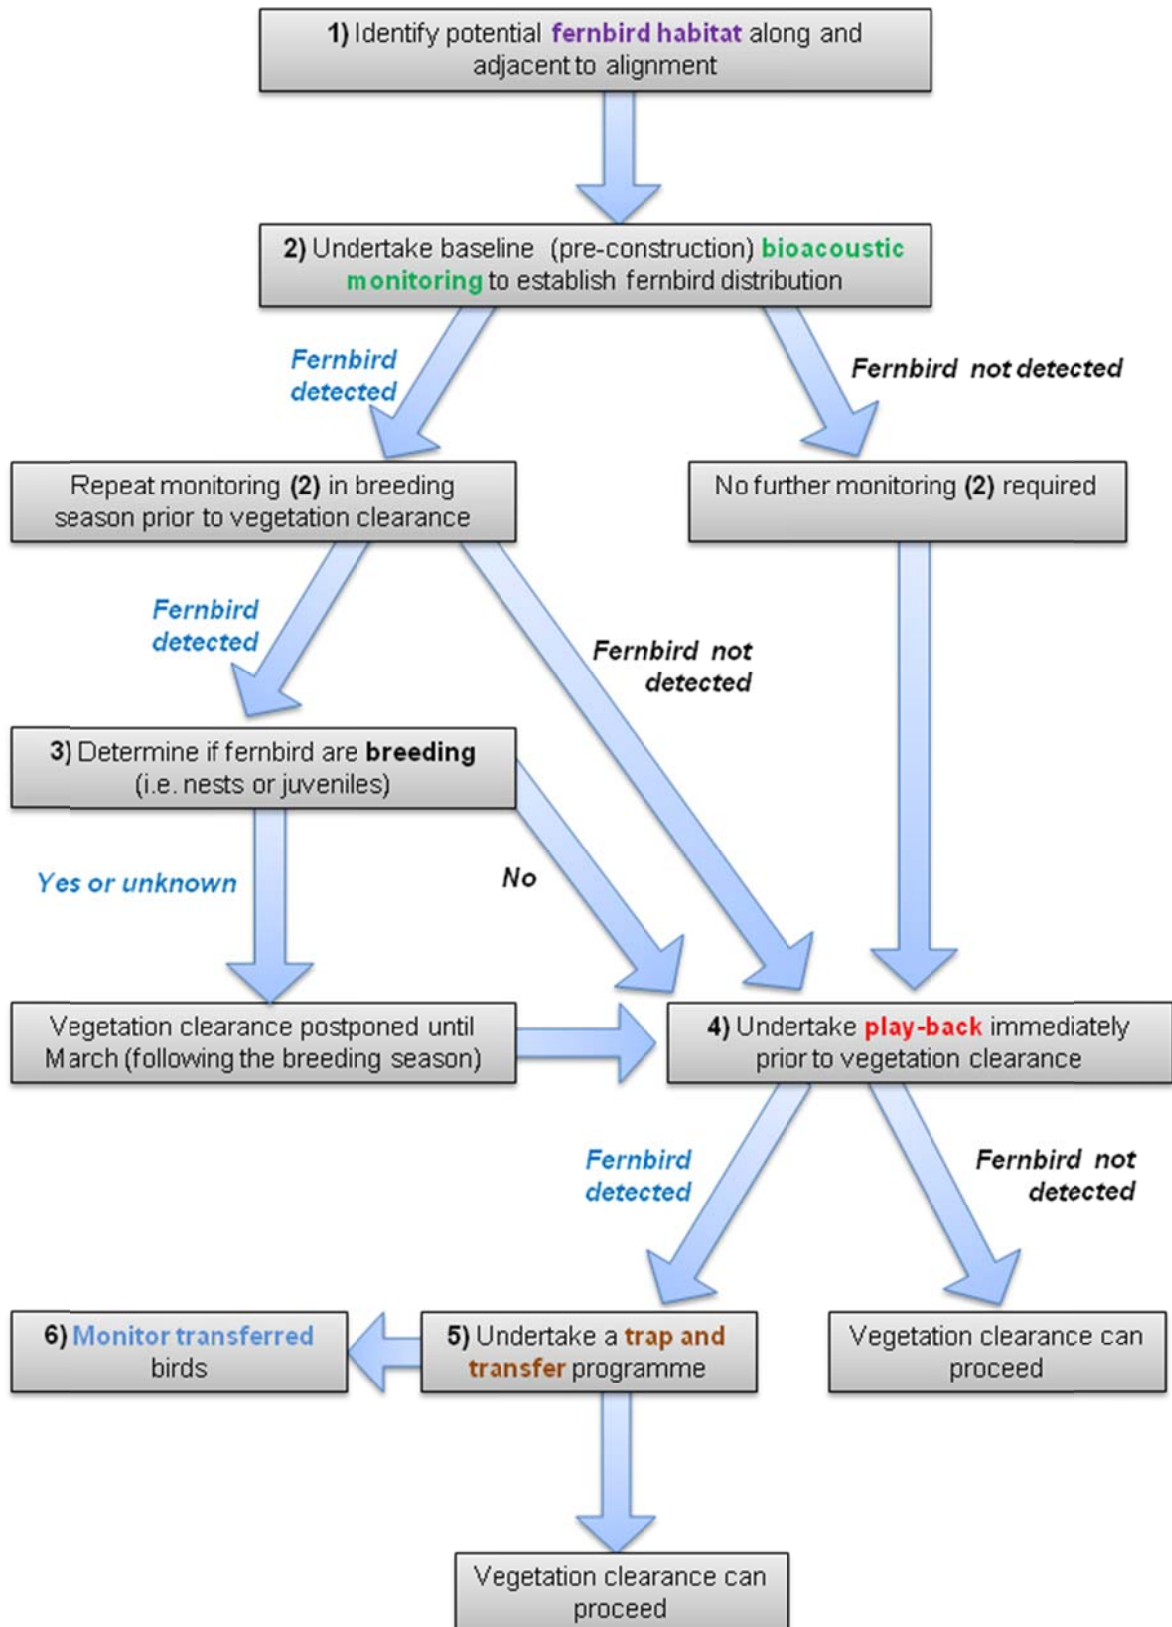 1) Identify potential fernbird habitat along and
adjacent to alignment
2) Undertake baseline (pre-construction) bioacoustic
monitoring to establish fernbird distribution
Fernbird
detected
Fernbird not detected
Repeat monitoring (2) in breeding
season prior to vegetation clearance
No further monitoring (2) required
Fernbird
detected
Fernbird not
detected
3) Determine if fernbird are breeding
(i.e. nests or juveniles)
Yes or unknown
No
Vegetation clearance postponed until
March (following the breeding season)
4) Undertake play-back immediately
prior to vegetation clearance
Fernbird
detected
Fernbird not
detected
6) Monitor transferred
birds
5) Undertake a trap and
transfer programme
Vegetation clearance can
proceed
Vegetation clearance can
proceed